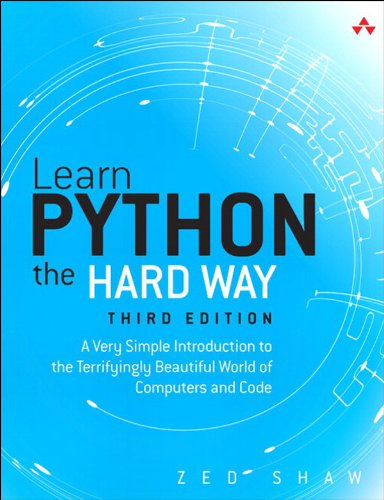 Learn
PYTHON
the HARD WAY
THIRD EDITION
A Very Simple Introduction to
the Terrifyingly Beautiful World of
Computers and Code
ZED SHAW